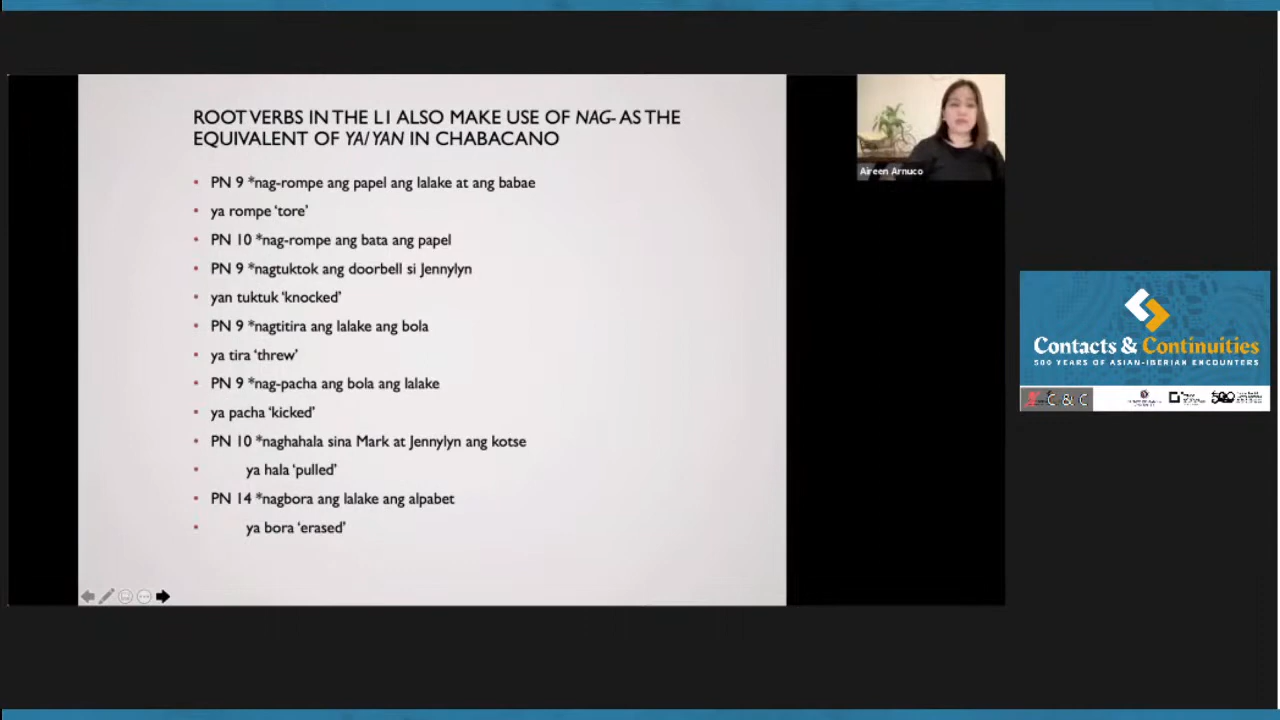 ROOT VERBS IN THE L1 ALSO MAKE USE OF NAG- AS THE
EQUIVALENT OF YA/ YAN IN CHABACANO
• PN 9 *nag-rompe ang papel ang lalake at ang babae
• ya rompe ‘tore’
• PN 10 *nag-rompe ang bata ang papel
• PN 9 *nagtuktok ang doorbell si Jennylyn
• yan tuktuk ‘knocked’
• PN 9 *nagtitira ang lalake ang bola
• ya tira ‘threw’
• PN 9 *nag-pacha ang bola ang lalake
• ya pacha ‘kicked’
• PN 10 *naghahala sina Mark at Jennylyn ang kotse
• ya hala ‘pulled’
• PN 14 *nagbora ang lalake ang alpabet
• ya bora ‘erased’
Aireen Arnuco
Contacts & Continuities
500 YEARS OF ASIAN-IBERIAN ENCOUNTERS
C & C